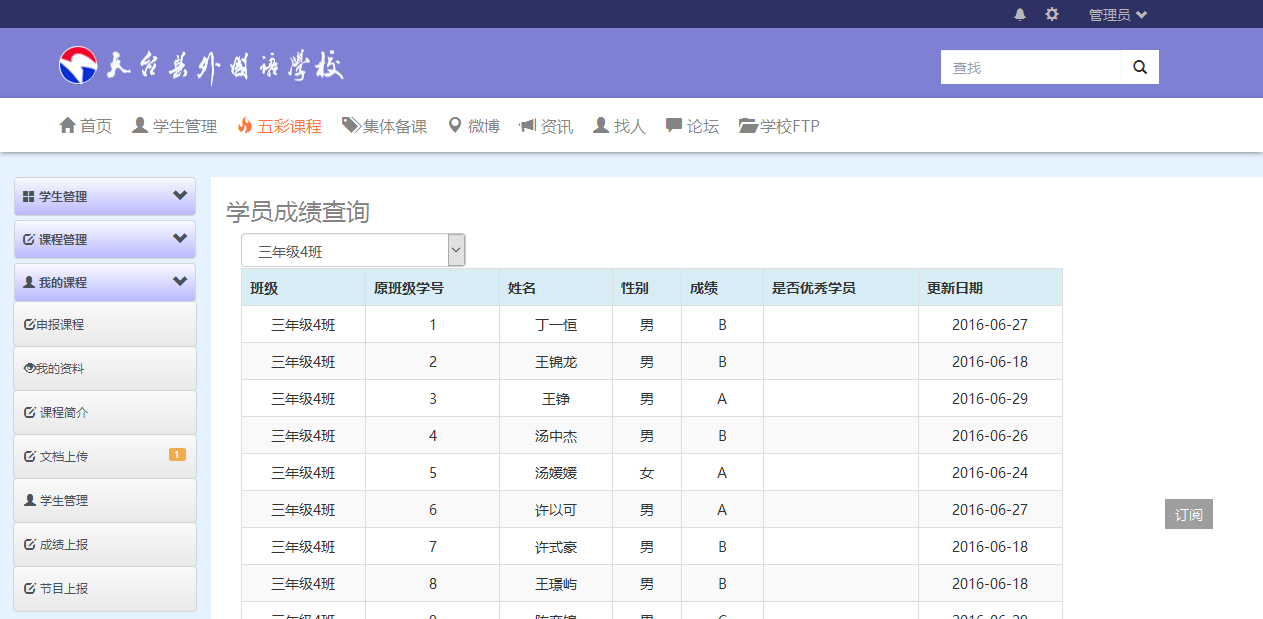 管理员
天台县外国语学校
查找
首页 学生管理 五彩课程 集体备课 微博 资讯 找人 论坛 学校FTP
学生管理
课程管理
我的课程
申报课程
我的资料
课程简介
文档上传 1
学生管理
成绩上报
节目上报
学员成绩查询
三年级4班
班级 原班级学号 姓名 性别 成绩 是否优秀学员 更新日期
三年级4班 1 丁一恒 男 B 2016-06-27
三年级4班 2 王锦龙 男 B 2016-06-18
三年级4班 3 王铮 男 A 2016-06-29
三年级4班 4 汤中杰 男 B 2016-06-26
三年级4班 5 汤媛媛 女 A 2016-06-24
三年级4班 6 许以可 男 A 2016-06-27
三年级4班 7 许式豪 男 B 2016-06-18
三年级4班 8 王璟屿 男 B 2016-06-18
订阅